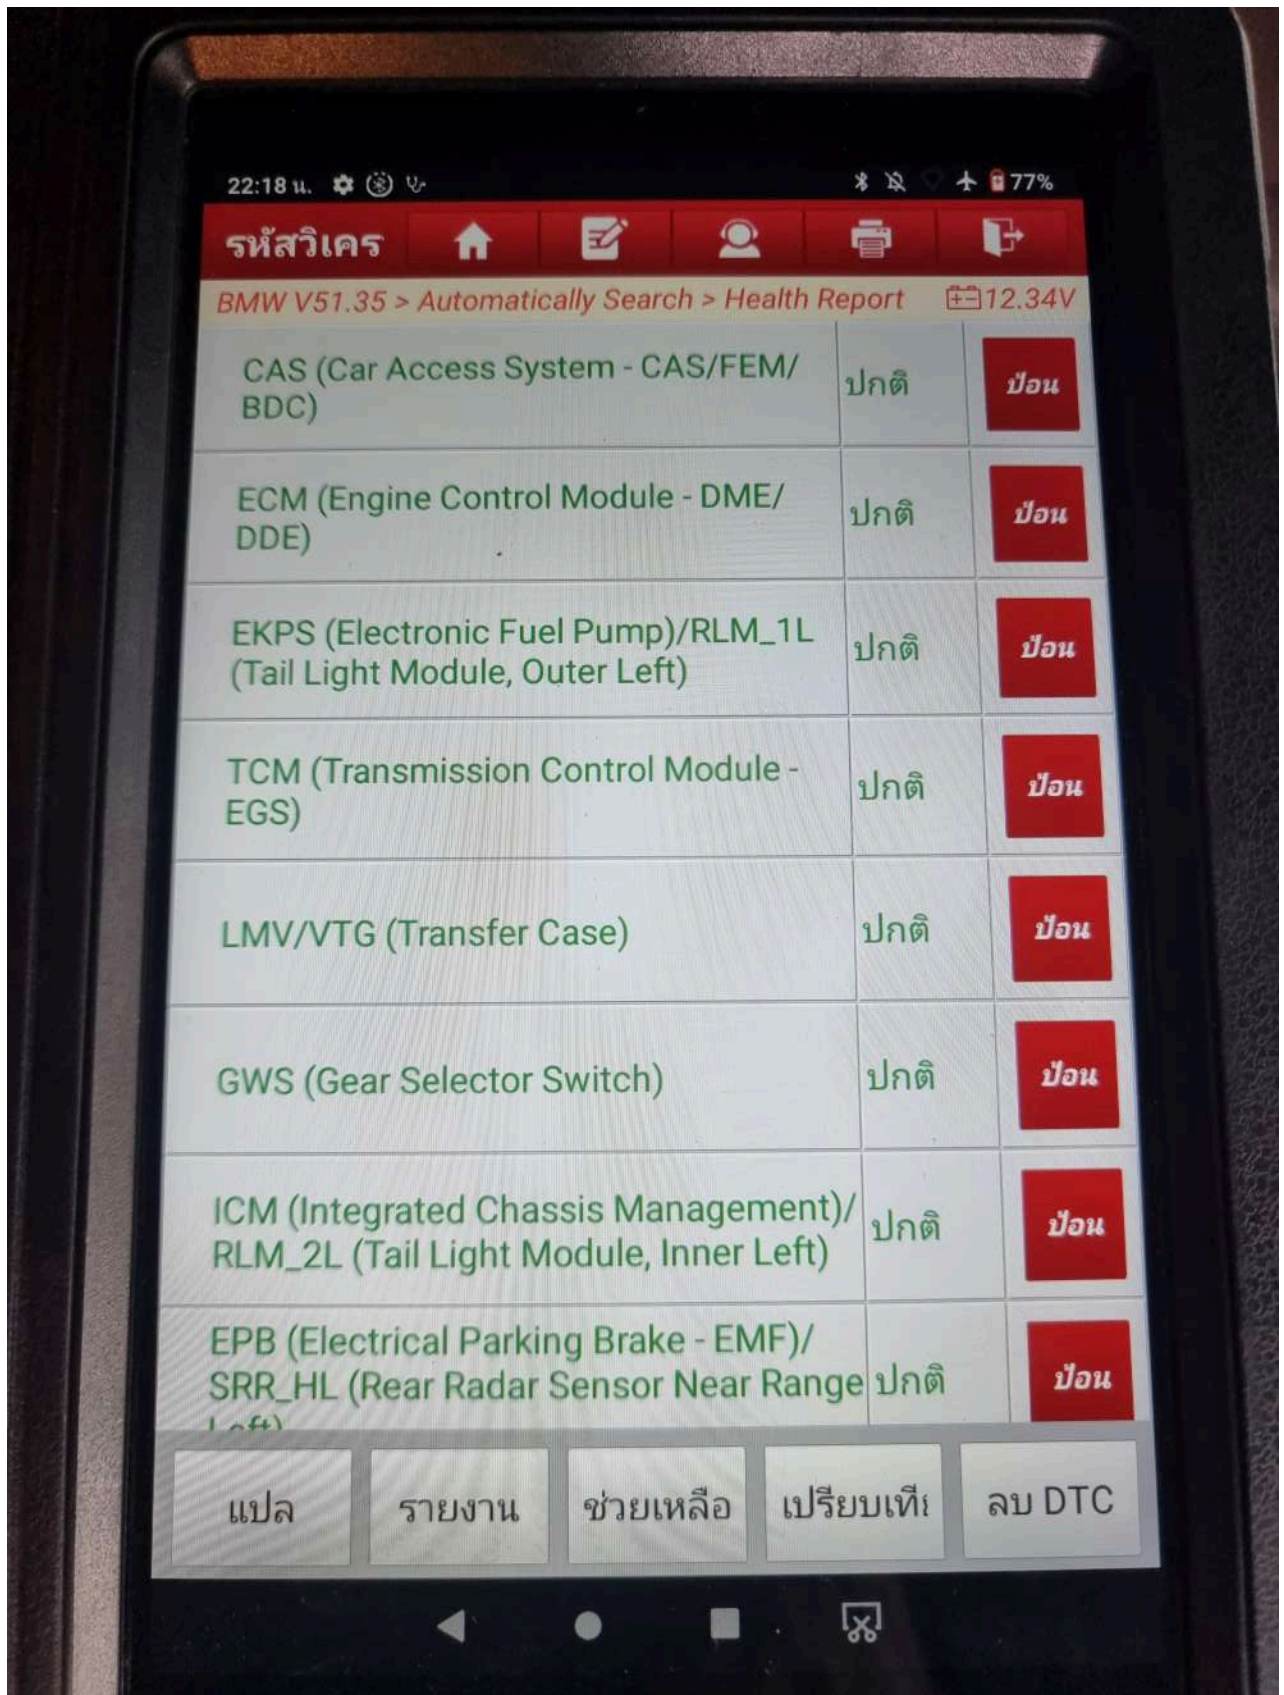 22:18 น. 77%
รหัสวิเคร
BMW V51.35 > Automatically Search > Health Report 12.34V
CAS (Car Access System - CAS/FEM/
BDC) ปกติ ป้อน
ECM (Engine Control Module - DME/
DDE) ปกติ ป้อน
EKPS (Electronic Fuel Pump)/RLM_1L
(Tail Light Module, Outer Left) ปกติ ป้อน
TCM (Transmission Control Module -
EGS) ปกติ ป้อน
LMV/VTG (Transfer Case) ปกติ ป้อน
GWS (Gear Selector Switch) ปกติ ป้อน
ICM (Integrated Chassis Management)/
RLM_2L (Tail Light Module, Inner Left) ปกติ ป้อน
EPB (Electrical Parking Brake - EMF)/
SRR_HL (Rear Radar Sensor Near Range ปกติ ป้อน
Left)
แปล รายงาน ช่วยเหลือ เปรียบเที ลบ DTC